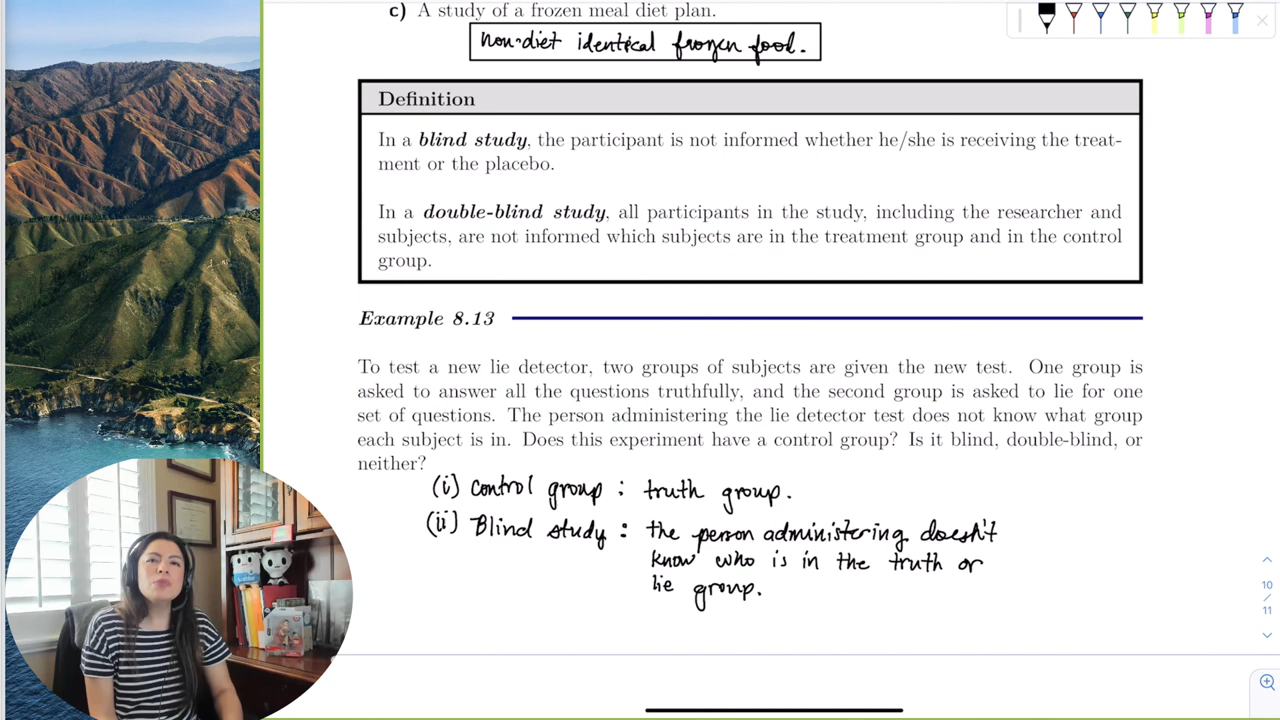 c) A study of a frozen meal diet plan.
non-diet identical frozen food.
Definition
In a blind study, the participant is not informed whether he/she is receiving the treat-
ment or the placebo.
In a double-blind study, all participants in the study, including the researcher and
subjects, are not informed which subjects are in the treatment group and in the control
group.
Example 8.13
To test a new lie detector, two groups of subjects are given the new test. One group is
asked to answer all the questions truthfully, and the second group is asked to lie for one
set of questions. The person administering the lie detector test does not know what group
each subject is in. Does this experiment have a control group? Is it blind, double-blind, or
neither?
(i) control group : truth group.
(ii) Blind study : the person administering doesn't
know who is in the truth or
lie group.
10
/
11